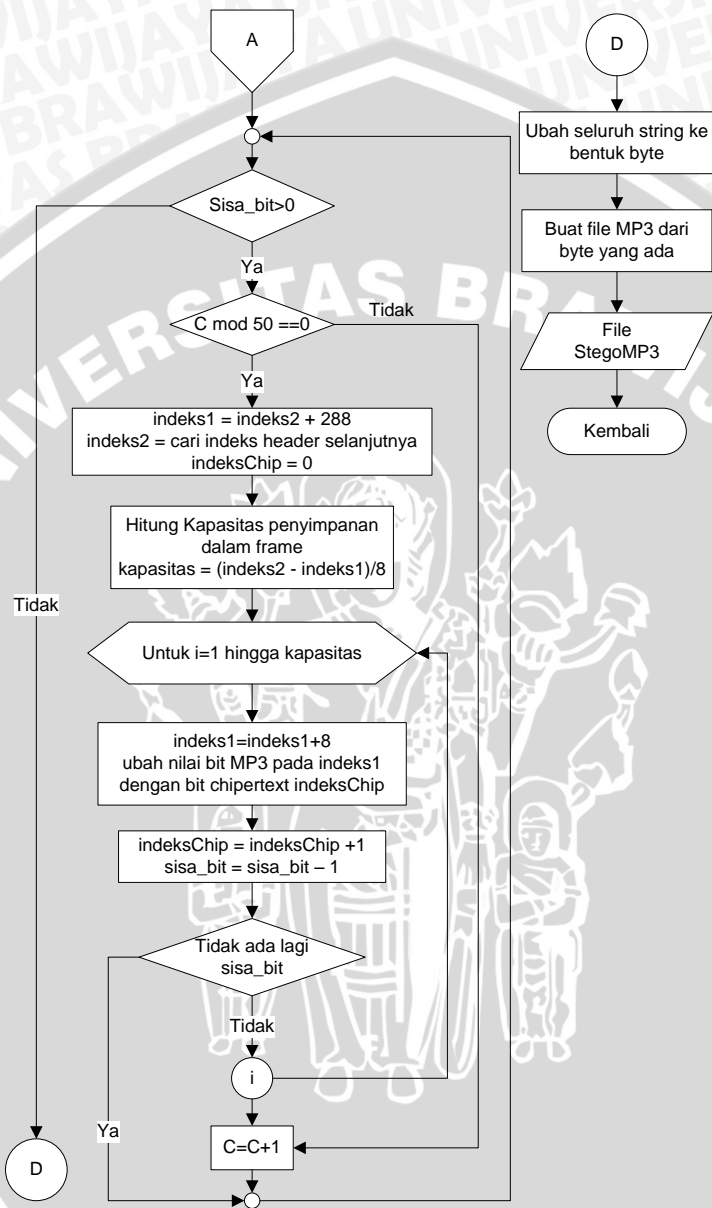 A
Sisa_bit>0
Ya
C mod 50 ==0
Tidak
Ya
indeks1 = indeks2 + 288
indeks2 = cari indeks header selanjutnya
indeksChip = 0
Hitung Kapasitas penyimpanan
dalam frame
kapasitas = (indeks2 - indeks1)/8
Tidak
Untuk i=1 hingga kapasitas
indeks1=indeks1+8
ubah nilai bit MP3 pada indeks1
dengan bit chipertext indeksChip
indeksChip = indeksChip +1
sisa_bit = sisa_bit – 1
Tidak ada lagi
sisa_bit
Tidak
i
Ya
C=C+1
D
D
Ubah seluruh string ke
bentuk byte
Buat file MP3 dari
byte yang ada
File
StegoMP3
Kembali